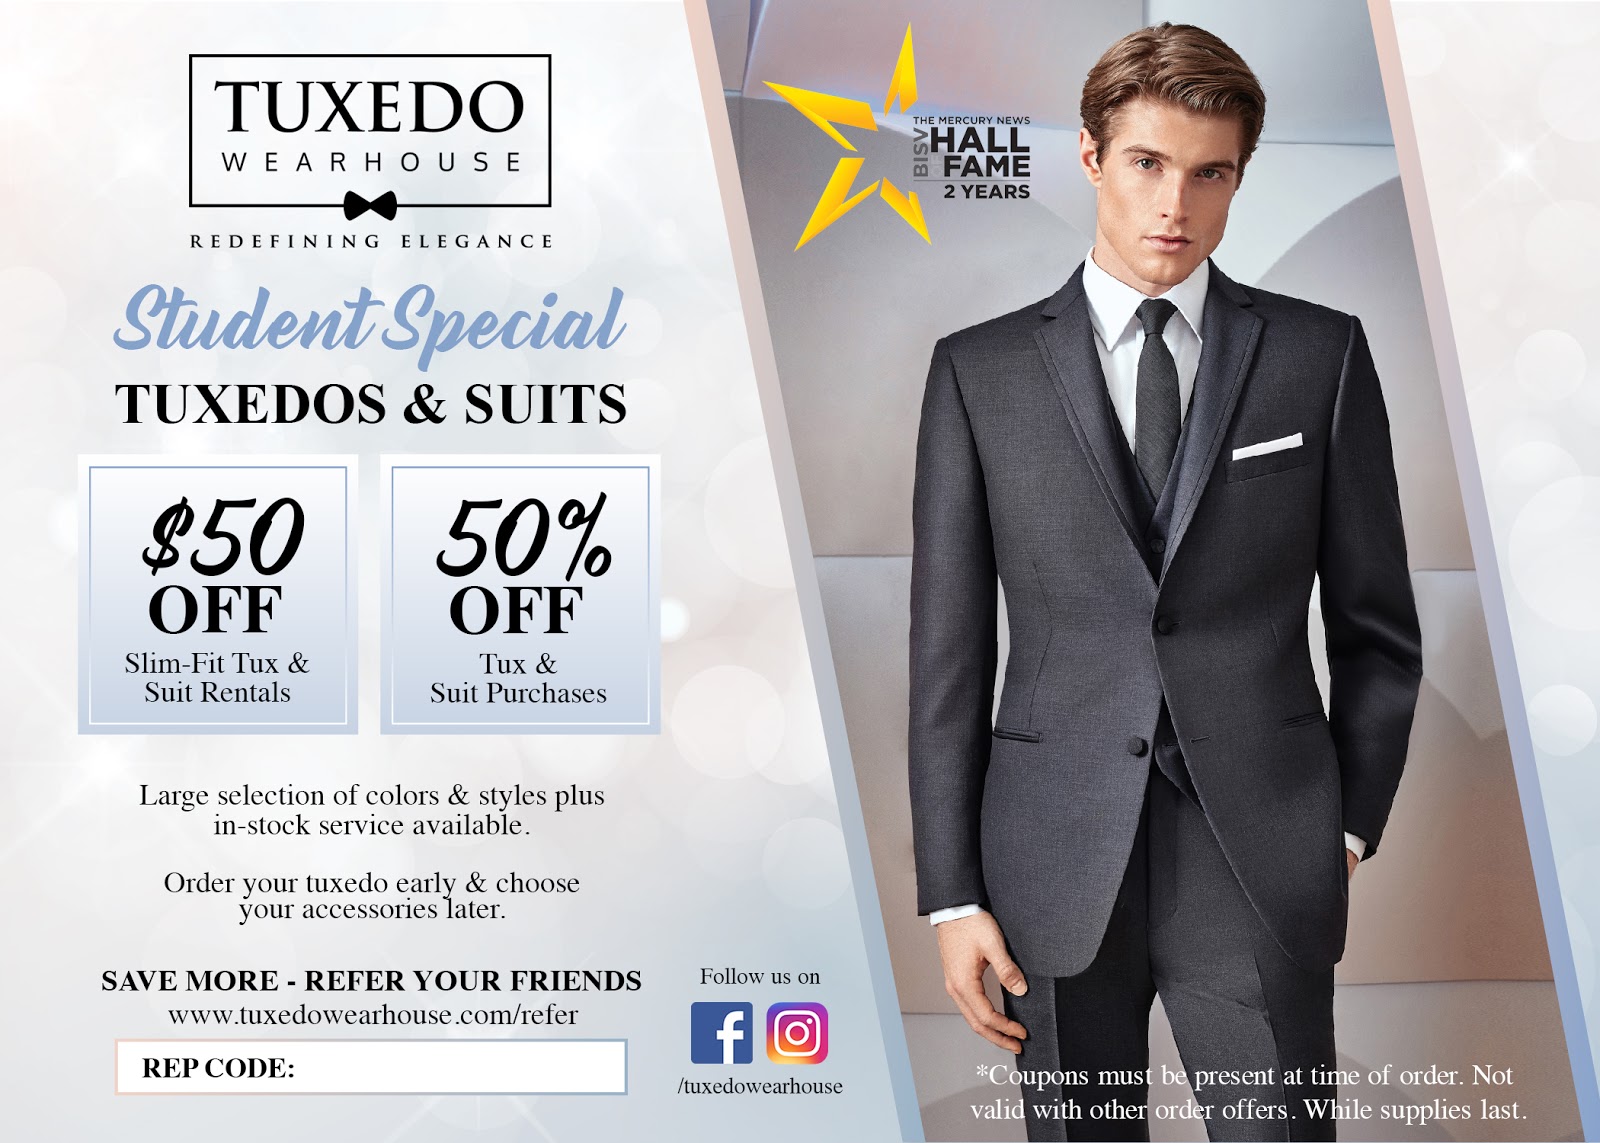 TUXEDO
WEARHOUSE
REDEFINING ELEGANCE
Student Special
TUXEDOS & SUITS
$50
OFF
Slim-Fit Tux &
Suit Rentals
50%
OFF
Tux &
Suit Purchases
Large selection of colors & styles plus
in-stock service available.
Order your tuxedo early & choose
your accessories later.
SAVE MORE - REFER YOUR FRIENDS
www.tuxedowearhouse.com/refer
REP CODE:
Follow us on
/tuxedowearhouse
THE MERCURY NEWS
BISV
HALL
OF
FAME
2 YEARS
*Coupons must be present at time of order. Not
valid with other order offers. While supplies last.